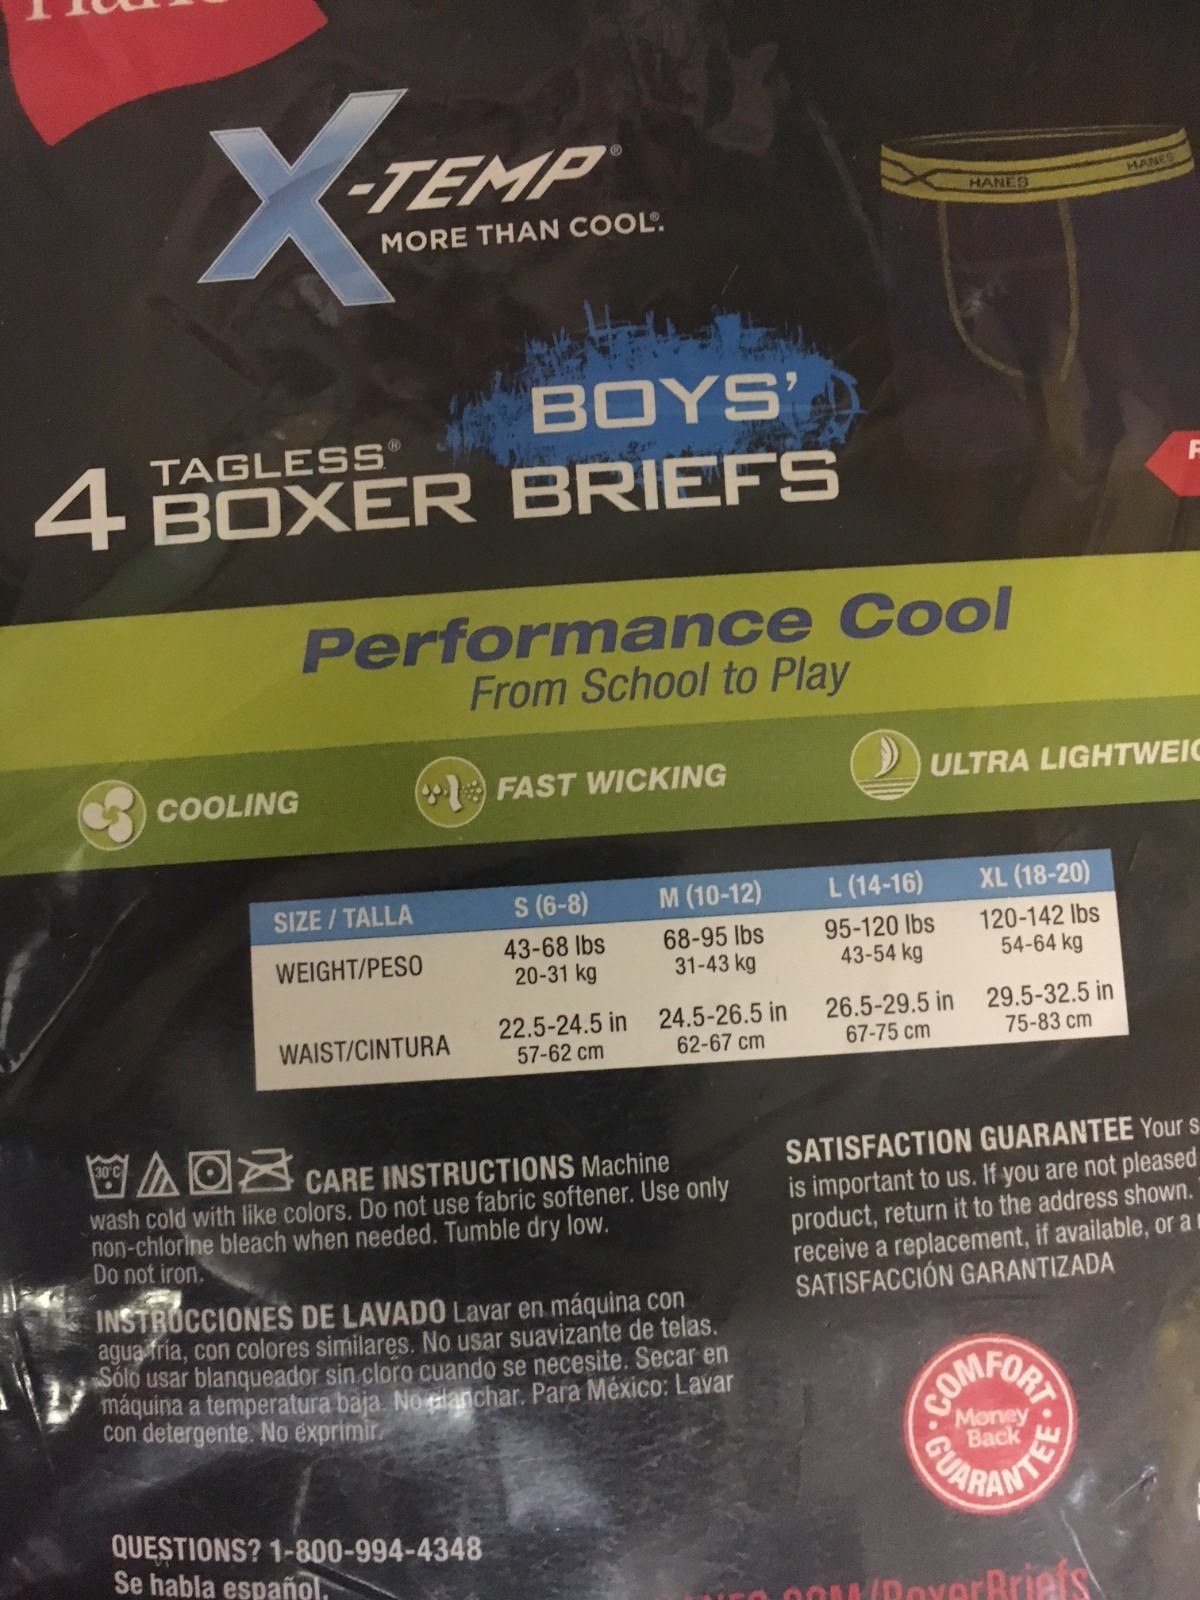 X-TEMP®
MORE THAN COOL®.
HANES HANES
BOYS'
4 TAGLESS®
BOXER BRIEFS
Performance Cool
From School to Play
COOLING FAST WICKING ULTRA
SIZE / TALLA S (6-8) M (10-12) L (14-16) XL (18-20)
WEIGHT/PESO 43-68 lbs 68-95 lbs 95-120 lbs 120-142 lbs
20-31 kg 31-43 kg 43-54 kg 54-64 kg
WAIST/CINTURA 22.5-24.5 in 24.5-26.5 in 26.5-29.5 in 29.5-32.5 in
57-62 cm 62-67 cm 67-75 cm 75-83 cm
30°C CARE INSTRUCTIONS Machine
wash cold with like colors. Do not use fabric softener. Use only
non-chlorine bleach when needed. Tumble dry low.
Do not iron.
INSTRUCCIONES DE LAVADO Lavar en máquina con
agua fría, con colores similares. No usar suavizante de telas.
Sólo usar blanqueador sin cloro cuando se necesite. Secar en
máquina a temperatura baja. No planchar. Para México: Lavar
con detergente. No exprimir.
SATISFACTION GUARANTEE Your
is important to us. If you are not pleased
product, return it to the address shown.
receive a replacement, if available, or a
SATISFACCIÓN GARANTIZADA
COMFORT
Money
Back
GUARANTEE
QUESTIONS? 1-800-994-4348
Se habla español.
.COM/BoxerBriefs